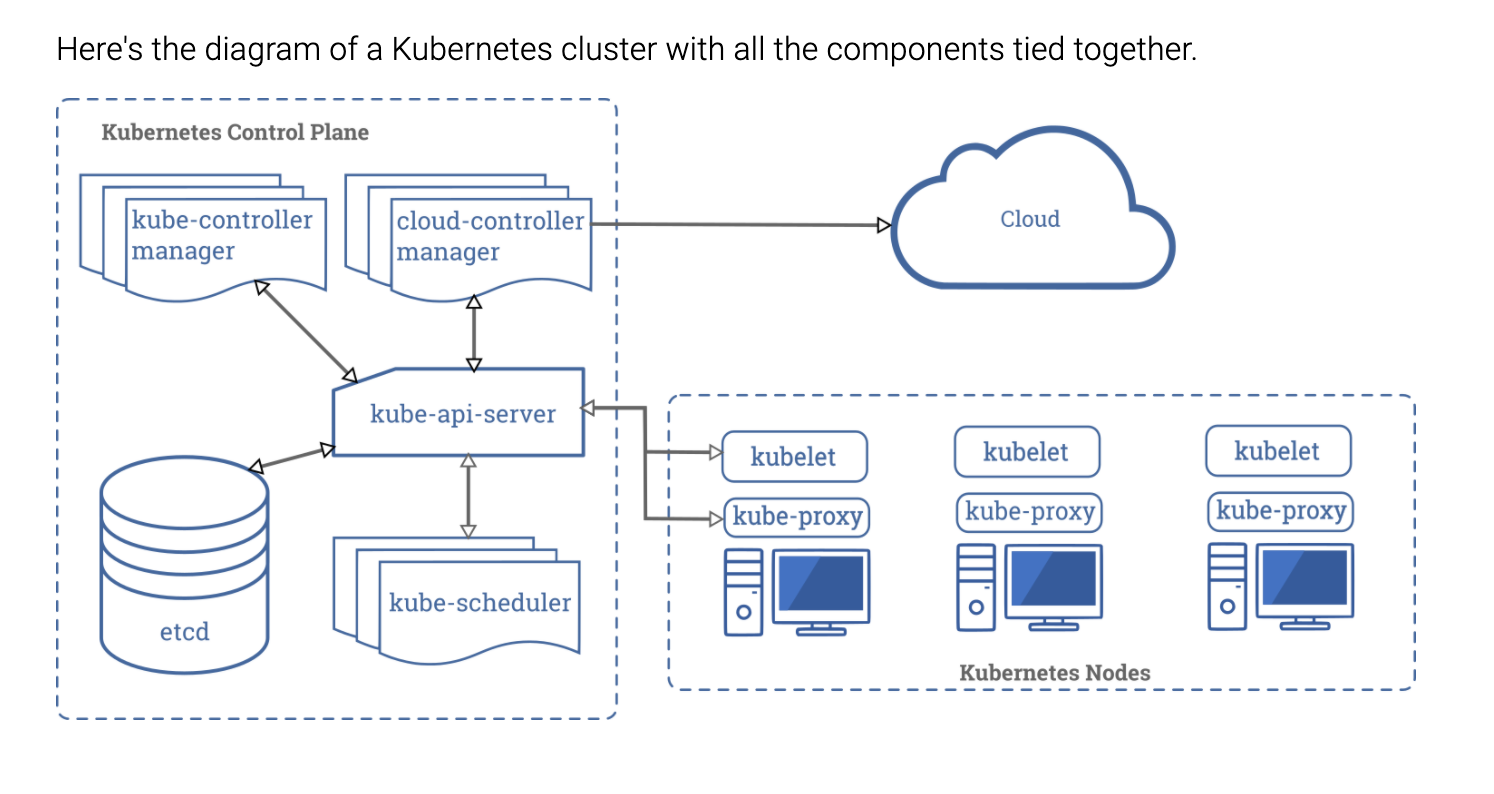 Here's the diagram of a Kubernetes cluster with all the components tied together.
Kubernetes Control Plane
kube-controller
manager
cloud-controller
manager
Cloud
kube-api-server
etcd
kube-scheduler
kubelet
kube-proxy
kubelet
kube-proxy
kubelet
kube-proxy
Kubernetes Nodes